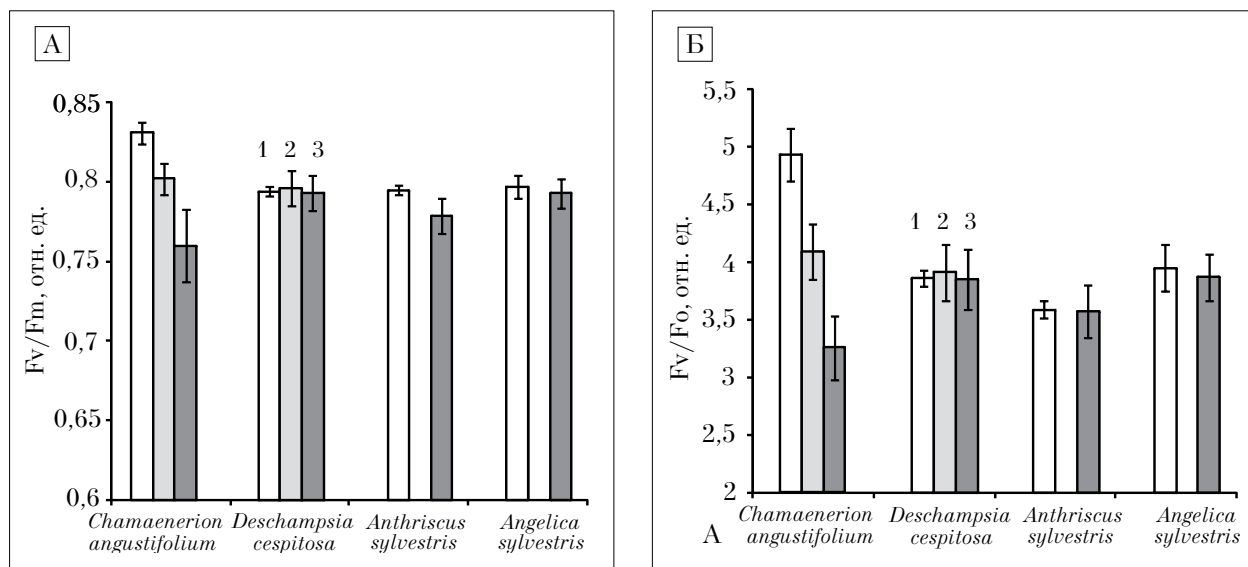 А
Fv/Fm, отн. ед.
0,85
0,8
0,75
0,7
0,65
0,6
1 2 3
Chamaenerion angustifolium
Deschampsia cespitosa
Anthriscus sylvestris
Angelica sylvestris
Б
Fv/Fo, отн. ед.
5,5
5
4,5
4
3,5
3
2,5
2
1 2 3
А
Chamaenerion angustifolium
Deschampsia cespitosa
Anthriscus sylvestris
Angelica sylvestris